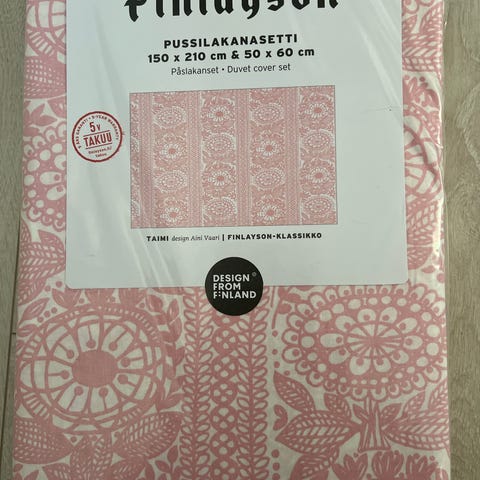 Finlayson
PUSSILAKANASETTI
150 x 210 cm & 50 x 60 cm
Påslakanset • Duvet cover set
5V
TAKUU
TAIMI design Aini Vaari | FINLAYSON-KLASSIKKO
DESIGN
FROM
FINLAND